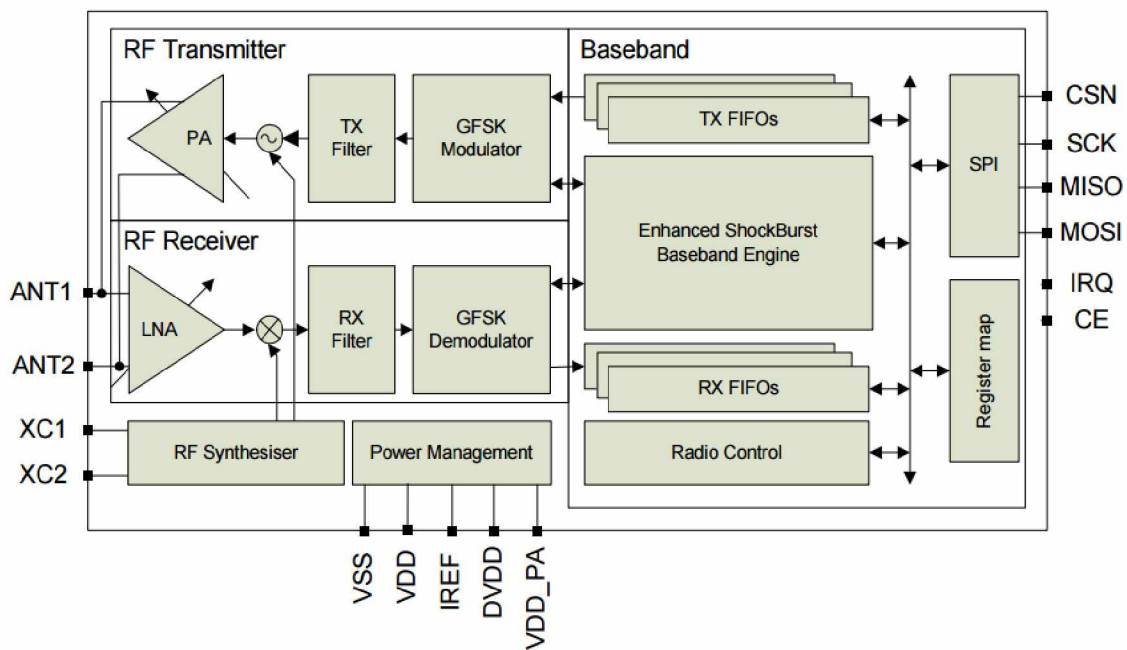 RF Transmitter
Baseband
PA
TX
Filter
GFSK
Modulator
TX FIFOs
SPI
CSN
SCK
MISO
MOSI
Enhanced ShockBurst
Baseband Engine
RF Receiver
ANT1
ANT2
LNA
RX
Filter
GFSK
Demodulator
RX FIFOs
Register map
IRQ
CE
XC1
XC2
RF Synthesiser
Power Management
Radio Control
VSS
VDD
IREF
DVDD
VDD_PA